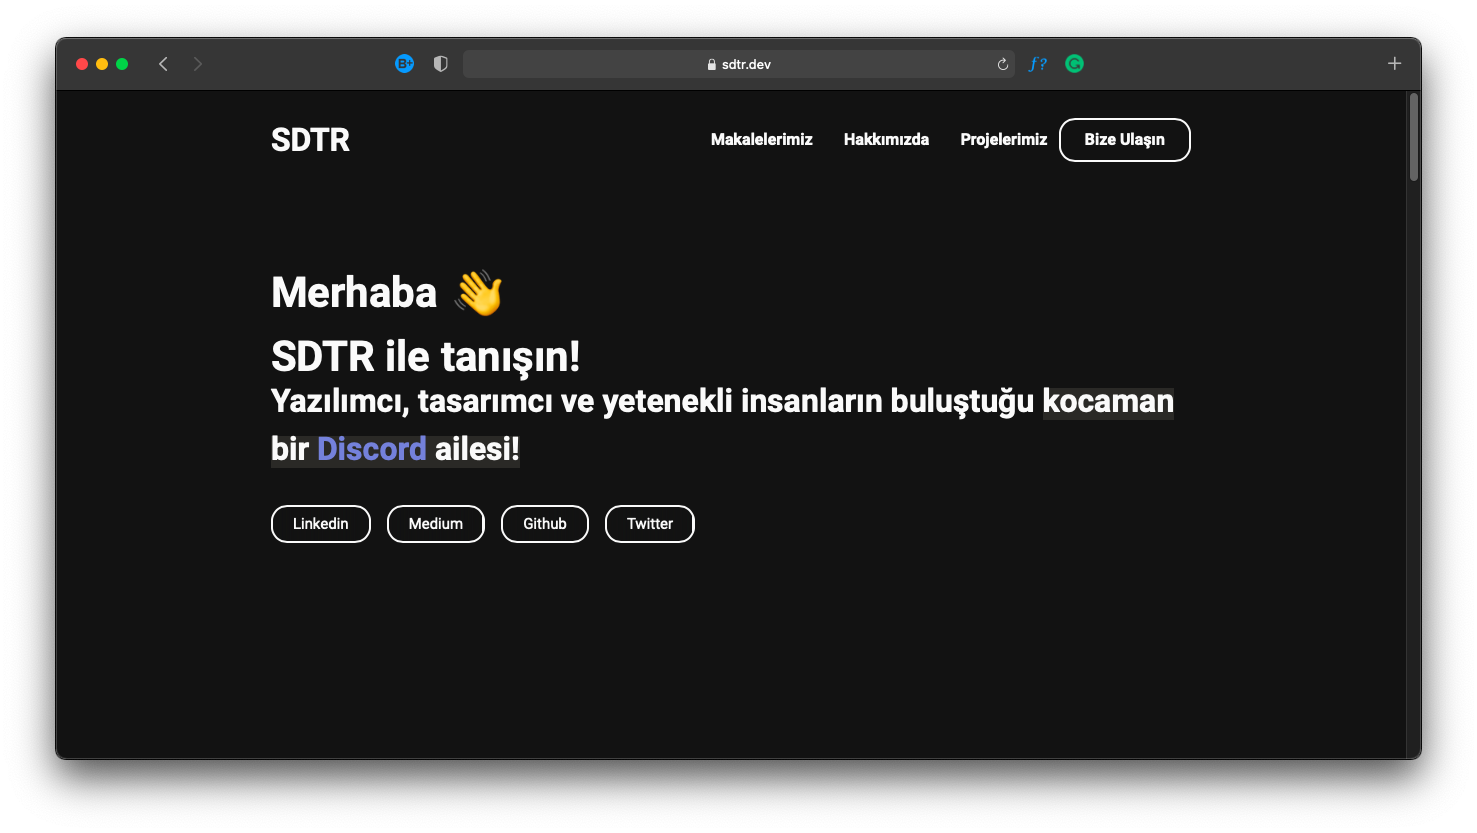 sdtr.dev
SDTR
Makalelerimiz Hakkımızda Projelerimiz Bize Ulaşın
Merhaba 👋
SDTR ile tanışın!
Yazılımcı, tasarımcı ve yetenekli insanların buluştuğu kocaman
bir Discord ailesi!
Linkedin Medium Github Twitter